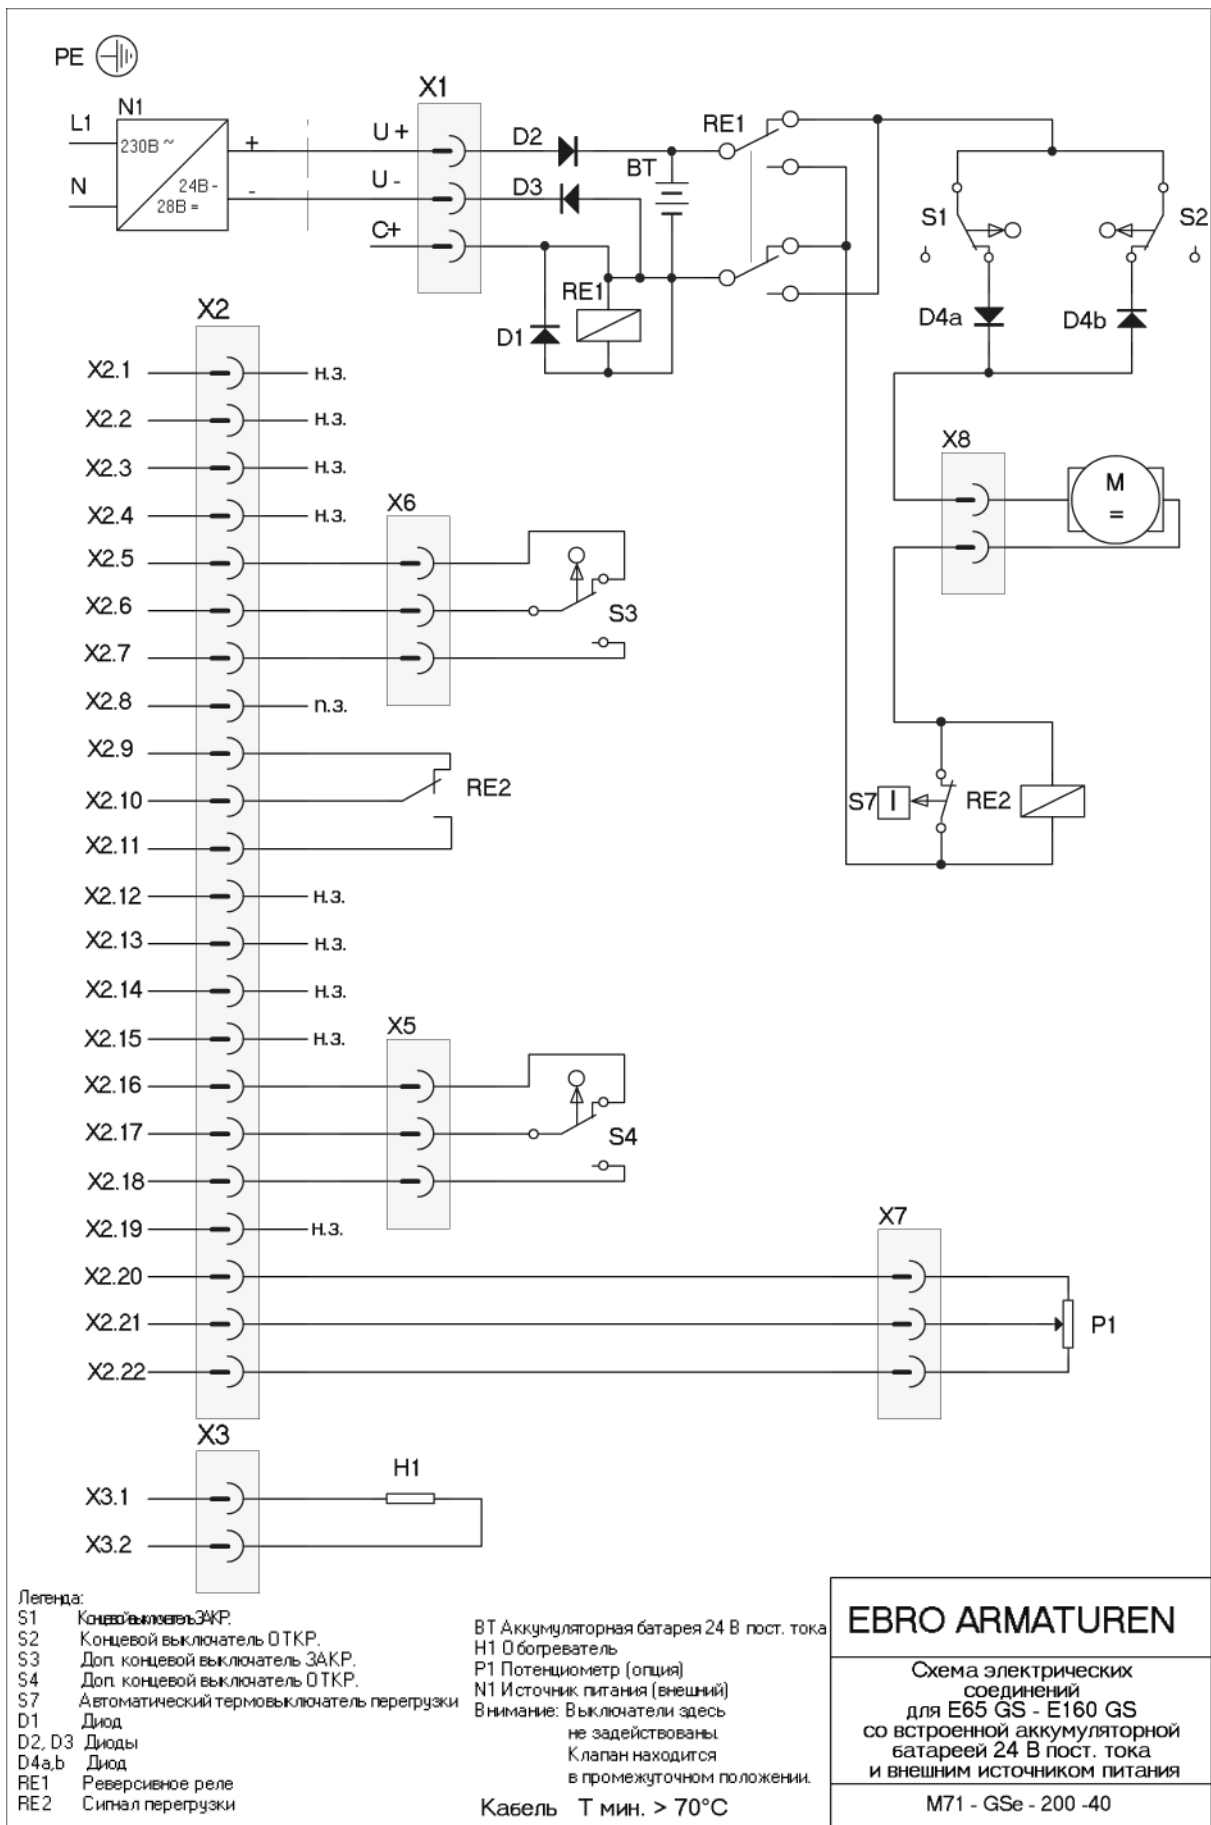 PE
X1
N1
L1
230В ~
+
U +
D2
RE1
BT
N
24В -
28В =
-
U -
D3
C+
S1
S2
RE1
D1
D4a
D4b
X2
X2.1
н.з.
X2.2
н.з.
X2.3
н.з.
X2.4
н.з.
X6
X8
M
=
X2.5
X2.6
S3
X2.7
X2.8
п.з.
X2.9
X2.10
RE2
S7
I
RE2
X2.11
X2.12
н.з.
X2.13
н.з.
X2.14
н.з.
X2.15
н.з.
X5
X2.16
X2.17
S4
X2.18
X2.19
н.з.
X7
X2.20
X2.21
P1
X2.22
X3
H1
X3.1
X3.2
Легенда:
S1 Концевой выключатель ЗАКР.
S2 Концевой выключатель ОТКР.
S3 Доп. концевой выключатель ЗАКР.
S4 Доп. концевой выключатель ОТКР.
S7 Автоматический термовыключатель перегрузки
D1 Диод
D2, D3 Диоды
D4a,b Диод
RE1 Реверсивное реле
RE2 Сигнал перегрузки
BT Аккумуляторная батарея 24 В пост. тока
H1 Обогреватель
P1 Потенциометр (опция)
N1 Источник питания (внешний)
Внимание: Выключатели здесь
не задействованы.
Клапан находится
в промежуточном положении.
Кабель Т мин. > 70°C
EBRO ARMATUREN
Схема электрических
соединений
для E65 GS - E160 GS
со встроенной аккумуляторной
батареей 24 В пост. тока
и внешним источником питания
M71 - GSe - 200 -40